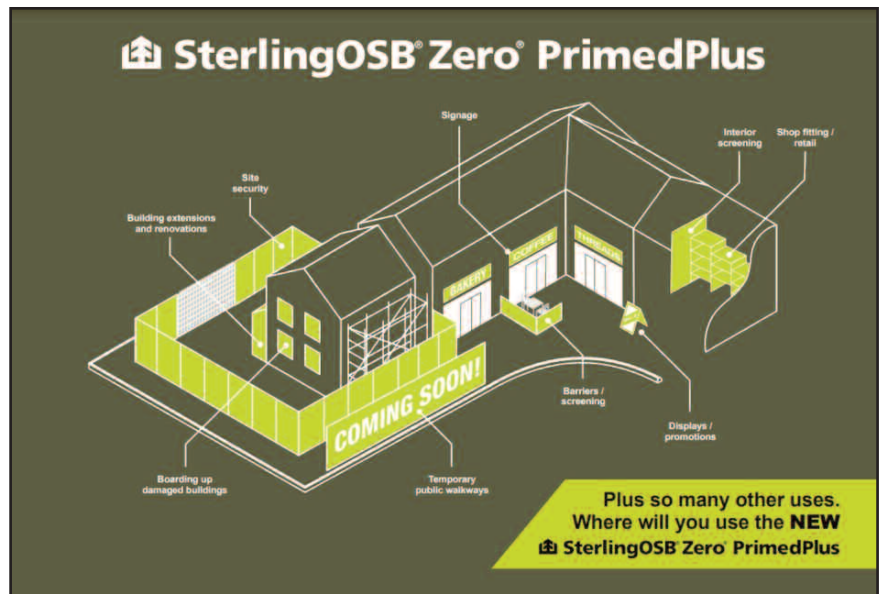 SterlingOSB® Zero® PrimedPlus
Signage
Interior
screening
Shop fitting /
retail
Site
security
Building extensions
and renovations
BAKERY
COFFEE
THREADS
COMING SOON!
Barriers /
screening
Displays /
promotions
Boarding up
damaged buildings
Temporary
public walkways
Plus so many other uses.
Where will you use the NEW
SterlingOSB® Zero® PrimedPlus